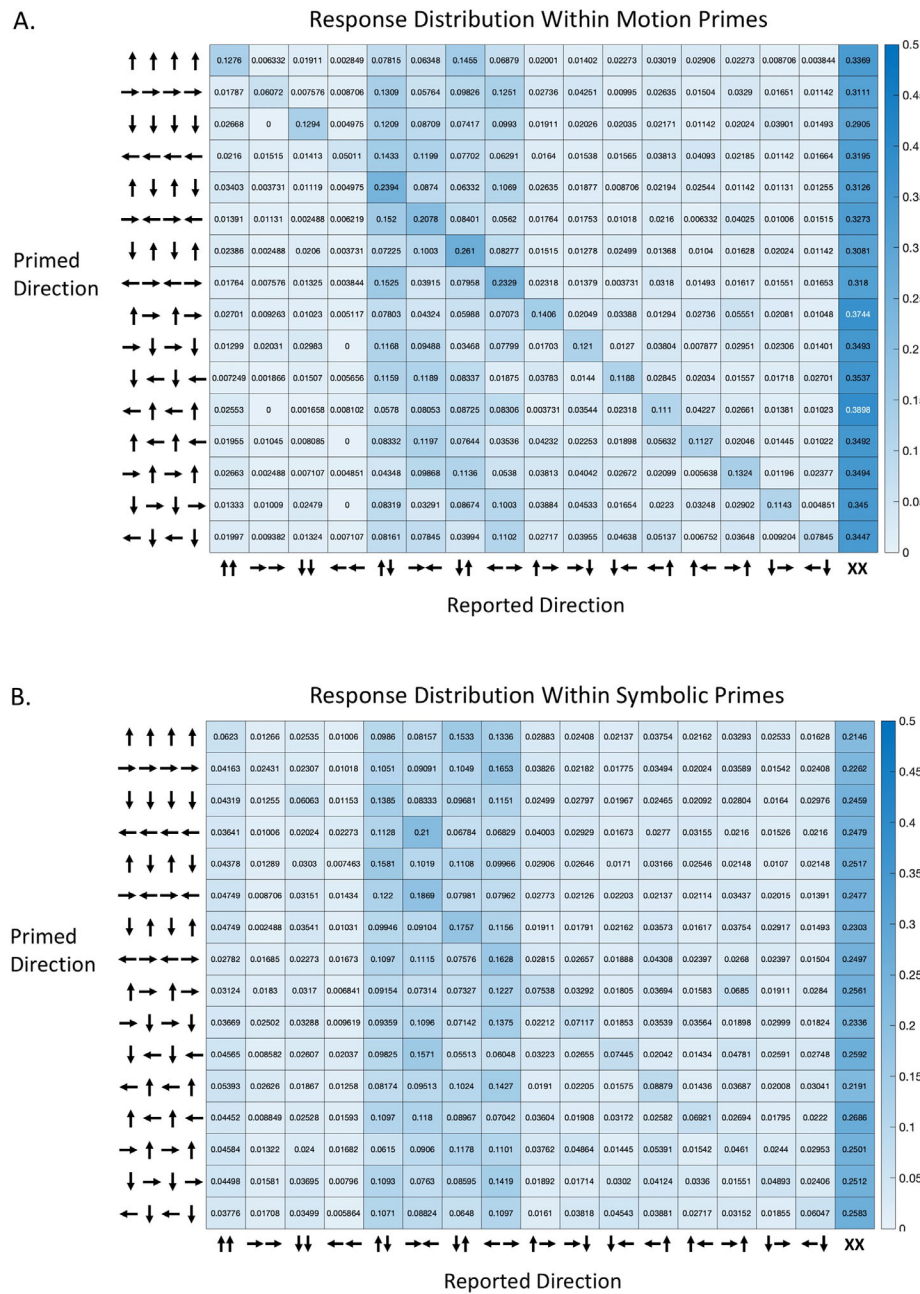 A.
Response Distribution Within Motion Primes
↑ ↑ ↑ ↑ 0.1276 0.006332 0.01911 0.002849 0.07815 0.06348 0.1455 0.06879 0.02001 0.01402 0.02273 0.03019 0.02906 0.02273 0.008706 0.003844 0.3369
→ → → → 0.01787 0.06072 0.007576 0.008706 0.1309 0.05764 0.09826 0.1251 0.02736 0.04251 0.00995 0.02635 0.01504 0.0329 0.01651 0.01142 0.3111
↓ ↓ ↓ ↓ 0.02668 0 0.1294 0.004975 0.1209 0.08709 0.07417 0.0993 0.01911 0.02026 0.02035 0.02171 0.01142 0.02024 0.03901 0.01493 0.2905
← ← ← ← 0.0216 0.01515 0.01413 0.05011 0.1433 0.1199 0.07702 0.06291 0.0164 0.01538 0.01565 0.03813 0.04093 0.02185 0.01142 0.01664 0.3195
↑ ↓ ↑ ↓ 0.03403 0.003731 0.01119 0.004975 0.2394 0.0874 0.06332 0.1069 0.02635 0.01877 0.008706 0.02194 0.02544 0.01142 0.01131 0.01255 0.3126
→ ← → ← 0.01391 0.01131 0.002488 0.006219 0.152 0.2078 0.08401 0.0562 0.01764 0.01753 0.01018 0.0216 0.006332 0.04025 0.01006 0.01515 0.3273
↓ ↑ ↓ ↑ 0.02386 0.002488 0.0206 0.003731 0.07225 0.1003 0.261 0.08277 0.01515 0.01278 0.02499 0.01368 0.0104 0.01628 0.02024 0.01142 0.3081
← → ← → 0.01764 0.007576 0.01325 0.003844 0.1525 0.03915 0.07958 0.2329 0.02318 0.01379 0.003731 0.0318 0.01493 0.01617 0.01551 0.01653 0.318
↑ → ↑ → 0.02701 0.009263 0.01023 0.005117 0.07803 0.04324 0.05988 0.07073 0.1406 0.02049 0.03388 0.01294 0.02736 0.05551 0.02081 0.01048 0.3744
→ ↓ → ↓ 0.01299 0.02031 0.02983 0 0.1168 0.09488 0.03468 0.07799 0.01703 0.121 0.0127 0.03804 0.007877 0.02951 0.02306 0.01401 0.3493
↓ ← ↓ ← 0.007249 0.001866 0.01507 0.005656 0.1159 0.1189 0.08337 0.01875 0.03783 0.0144 0.1188 0.02845 0.02034 0.01557 0.01718 0.02701 0.3537
← ↑ ← ↑ 0.02553 0 0.001658 0.008102 0.0578 0.08053 0.08725 0.08306 0.003731 0.03544 0.02318 0.111 0.04227 0.02661 0.01381 0.01023 0.3898
↑ ← ↑ ← 0.01955 0.01045 0.008085 0 0.08332 0.1197 0.07644 0.03536 0.04232 0.02253 0.01898 0.05632 0.1127 0.02046 0.01445 0.01022 0.3492
→ ↑ → ↑ 0.02663 0.002488 0.007107 0.004851 0.04348 0.09868 0.1136 0.0538 0.03813 0.04042 0.02672 0.02099 0.005638 0.1324 0.01196 0.02377 0.3494
↓ → ↓ → 0.01333 0.01009 0.02479 0 0.08319 0.03291 0.08674 0.1003 0.03884 0.04533 0.01654 0.0223 0.03248 0.02902 0.1143 0.004851 0.345
← ↓ ← ↓ 0.01997 0.009382 0.01324 0.007107 0.08161 0.07845 0.03994 0.1102 0.02717 0.03955 0.04638 0.05137 0.006752 0.03648 0.009204 0.07845 0.3447
Primed
Direction
↑↑ →→ ↓↓ ←← ↑↓ →← ↓↑ ←→ ↑→ →↓ ↓← ←↑ ↑← →↑ ↓→ ←↓ XX
Reported Direction
0.5
0.45
0.4
0.35
0.3
0.25
0.2
0.15
0.1
0.05
0
B.
Response Distribution Within Symbolic Primes
↑ ↑ ↑ ↑ 0.0623 0.01266 0.02535 0.01006 0.0986 0.08157 0.1533 0.1336 0.02883 0.02408 0.02137 0.03754 0.02162 0.03293 0.02533 0.01628 0.2146
→ → → → 0.04163 0.02431 0.02307 0.01018 0.1051 0.09091 0.1049 0.1653 0.03826 0.02182 0.01775 0.03494 0.02024 0.03589 0.01542 0.02408 0.2262
↓ ↓ ↓ ↓ 0.04319 0.01255 0.06063 0.01153 0.1385 0.08333 0.09681 0.1151 0.02499 0.02797 0.01967 0.02465 0.02092 0.02804 0.0164 0.02976 0.2459
← ← ← ← 0.03641 0.01006 0.02024 0.02273 0.1128 0.21 0.06784 0.06829 0.04003 0.02929 0.01673 0.0277 0.03155 0.0216 0.01526 0.0216 0.2479
↑ ↓ ↑ ↓ 0.04378 0.01289 0.0303 0.007463 0.1581 0.1019 0.1108 0.09966 0.02906 0.02646 0.0171 0.03166 0.02546 0.02148 0.0107 0.02148 0.2517
→ ← → ← 0.04749 0.008706 0.03151 0.01434 0.122 0.1869 0.07981 0.07962 0.02773 0.02126 0.02203 0.02137 0.02114 0.03437 0.02015 0.01391 0.2477
↓ ↑ ↓ ↑ 0.04749 0.002488 0.03541 0.01031 0.09946 0.09104 0.1757 0.1156 0.01911 0.01791 0.02162 0.03573 0.01617 0.03754 0.02917 0.01493 0.2303
← → ← → 0.02782 0.01685 0.02273 0.01673 0.1097 0.1115 0.07576 0.1628 0.02815 0.02657 0.01888 0.04308 0.02397 0.0268 0.02397 0.01504 0.2497
↑ → ↑ → 0.03124 0.0183 0.0317 0.006841 0.09154 0.07314 0.07327 0.1227 0.07538 0.03292 0.01805 0.03694 0.01583 0.0685 0.01911 0.0284 0.2561
→ ↓ → ↓ 0.03669 0.02502 0.03288 0.009619 0.09359 0.1096 0.07142 0.1375 0.02212 0.07117 0.01853 0.03539 0.03564 0.01898 0.02999 0.01824 0.2336
↓ ← ↓ ← 0.04565 0.008582 0.02607 0.02037 0.09825 0.1571 0.05513 0.06048 0.03223 0.02655 0.07445 0.02042 0.01434 0.04781 0.02591 0.02748 0.2592
← ↑ ← ↑ 0.05393 0.02626 0.01867 0.01258 0.08174 0.09513 0.1024 0.1427 0.0191 0.02205 0.01575 0.08879 0.01436 0.03687 0.02008 0.03041 0.2191
↑ ← ↑ ← 0.04452 0.008849 0.02528 0.01593 0.1097 0.118 0.08967 0.07042 0.03604 0.01908 0.03172 0.02582 0.06921 0.02694 0.01795 0.0222 0.2686
→ ↑ → ↑ 0.04584 0.01322 0.024 0.01682 0.0615 0.0906 0.1178 0.1101 0.03762 0.04864 0.01445 0.05391 0.01542 0.0461 0.0244 0.02953 0.2501
↓ → ↓ → 0.04498 0.01581 0.03695 0.00796 0.1093 0.0763 0.08595 0.1419 0.01892 0.01714 0.0302 0.04124 0.0336 0.01551 0.04893 0.02406 0.2512
← ↓ ← ↓ 0.03776 0.01708 0.03499 0.005864 0.1071 0.08824 0.0648 0.1097 0.0161 0.03818 0.04543 0.03881 0.02717 0.03152 0.01855 0.06047 0.2583
Primed
Direction
↑↑ →→ ↓↓ ←← ↑↓ →← ↓↑ ←→ ↑→ →↓ ↓← ←↑ ↑← →↑ ↓→ ←↓ XX
Reported Direction
0.5
0.45
0.4
0.35
0.3
0.25
0.2
0.15
0.1
0.05
0